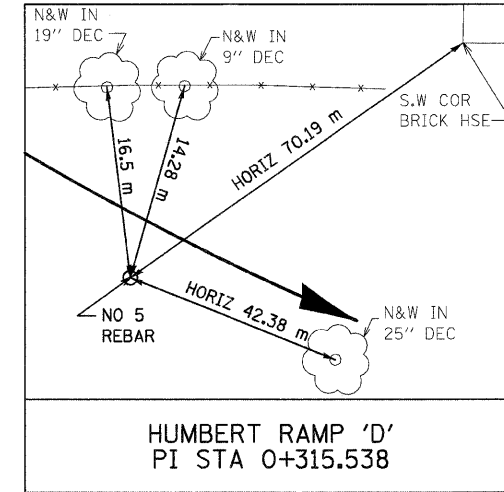 N&W IN
19" DEC
N&W IN
9" DEC
S.W COR
BRICK HSE
16.5 m
14.28 m
HORIZ 70.19 m
HORIZ 42.38 m
NO 5
REBAR
N&W IN
25" DEC
HUMBERT RAMP 'D'
PI STA 0+315.538